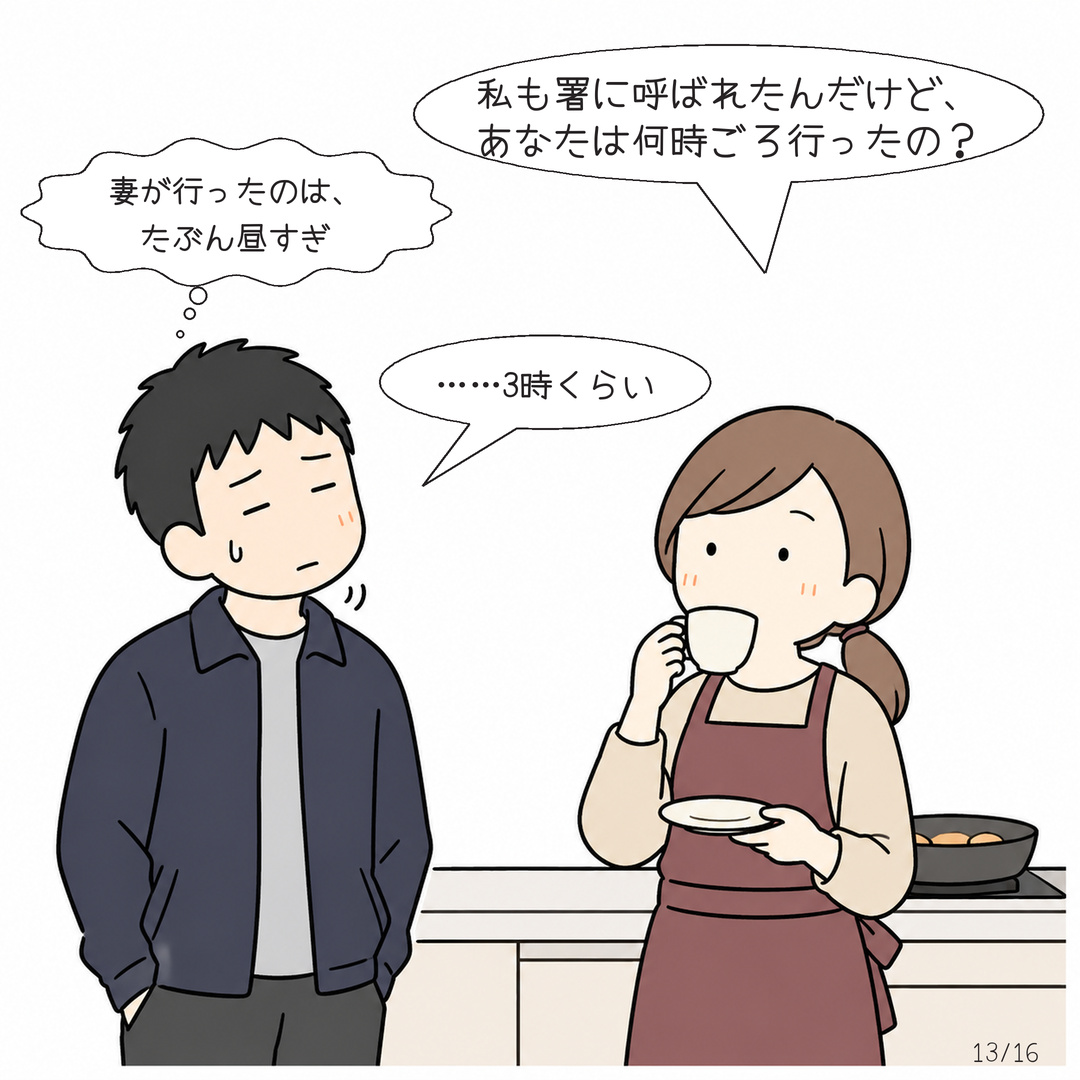 私も署に呼ばれたんだけど、
あなたは何時ごろ行ったの？
妻が行ったのは、
たぶん昼すぎ
……3時くらい
13/16